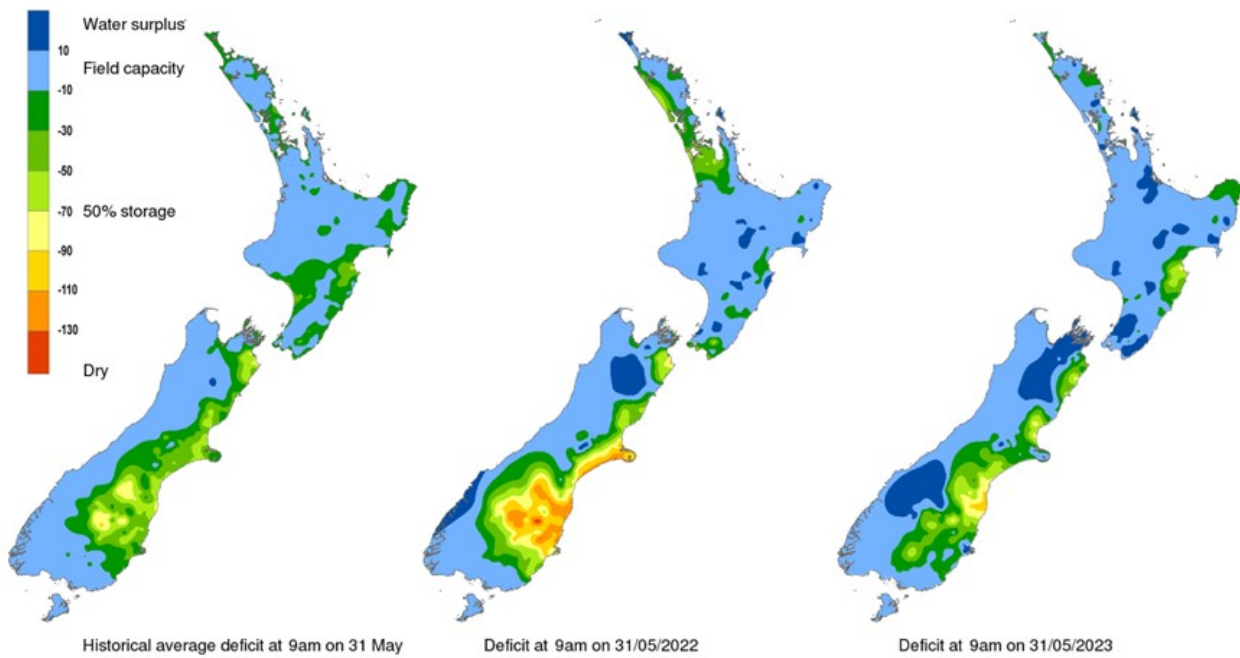 Water surplus
10
Field capacity
-10
-30
-50
-70
50% storage
-90
-110
-130
Dry
Historical average deficit at 9am on 31 May
Deficit at 9am on 31/05/2022
Deficit at 9am on 31/05/2023